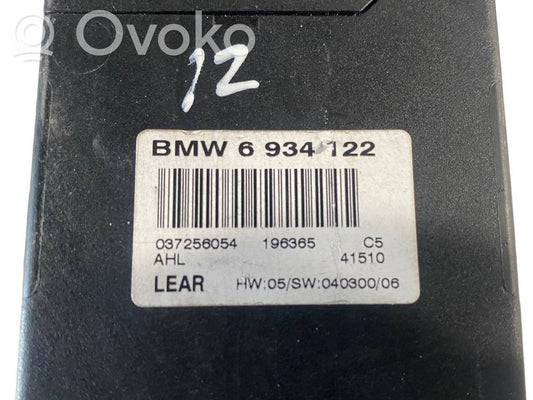 Ovoko
12
BMW 6 934 122
037256054 196365 C5
AHL 41510
LEAR HW:05/SW:040300/06